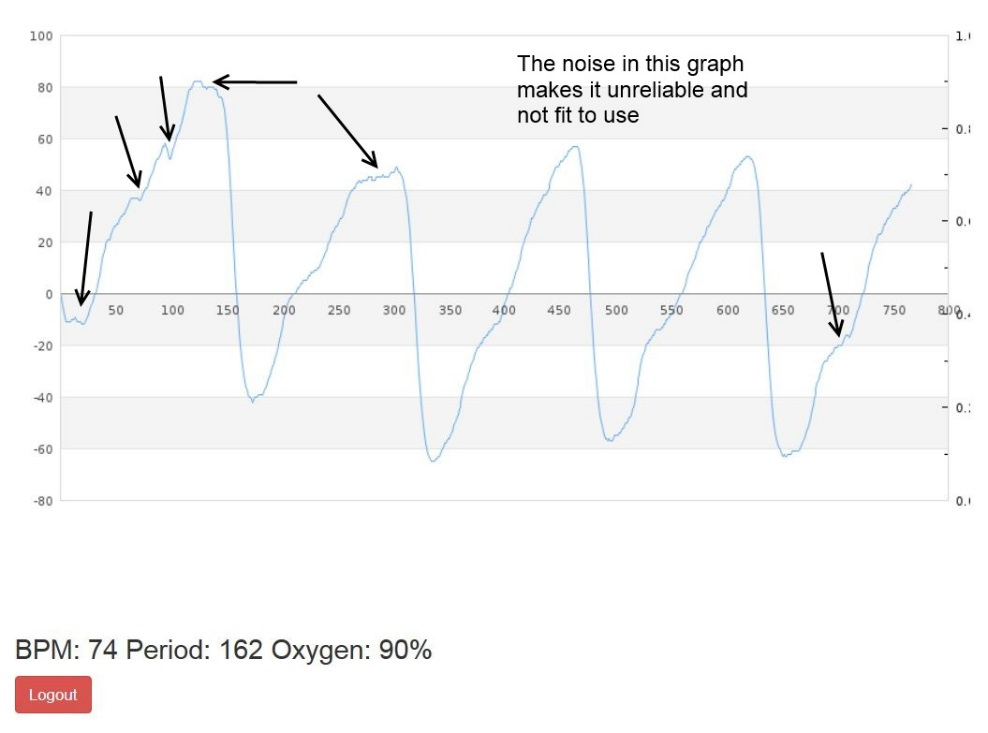 The noise in this graph
makes it unreliable and
not fit to use
100
80
60
40
20
0
-20
-40
-60
-80
50 100 150 200 250 300 350 400 450 500 550 600 650 700 750 800
BPM: 74 Period: 162 Oxygen: 90%
Logout